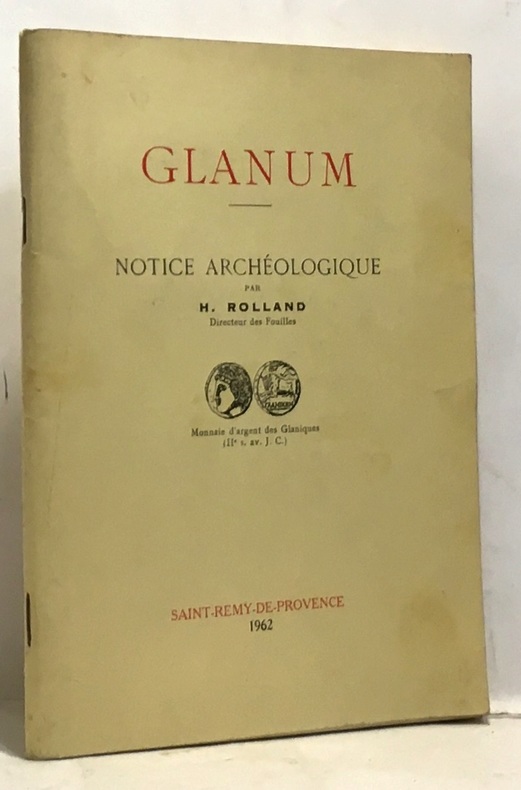 GLANUM
NOTICE ARCHÉOLOGIQUE
PAR
H. ROLLAND
Directeur des Fouilles
Monnaie d'argent des Glaniques
(IIe s. av. J. C.)
SAINT-REMY-DE-PROVENCE
1962